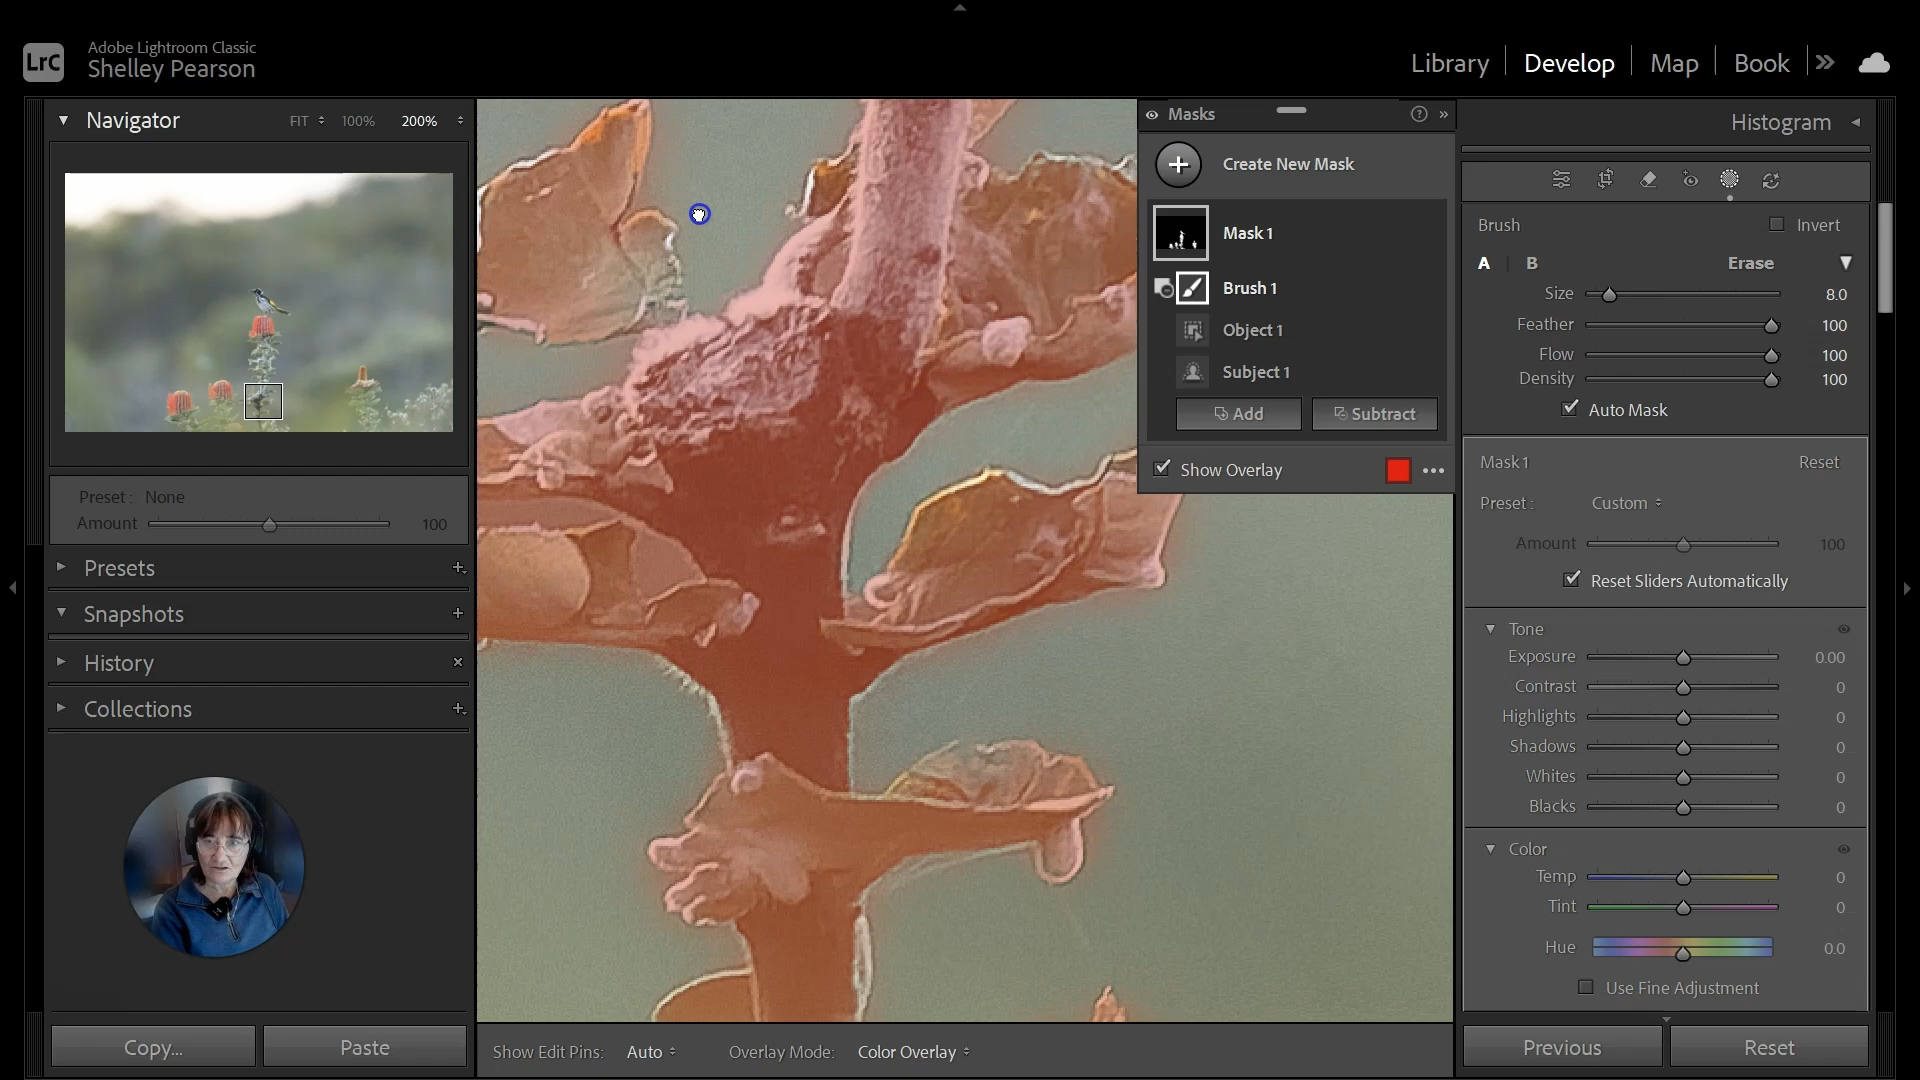 LrC
Adobe Lightroom Classic
Shelley Pearson
Library
Develop
Map
Book
Navigator
FIT
100%
200%
Preset : None
Amount 100
Presets
Snapshots
History
Collections
Copy...
Paste
Masks
Create New Mask
Mask 1
Brush 1
Object 1
Subject 1
Add
Subtract
Show Overlay
Show Edit Pins: Auto
Overlay Mode: Color Overlay
Histogram
Brush
Invert
A B Erase
Size 8.0
Feather 100
Flow 100
Density 100
Auto Mask
Mask 1 Reset
Preset : Custom
Amount 100
Reset Sliders Automatically
Tone
Exposure 0.00
Contrast 0
Highlights 0
Shadows 0
Whites 0
Blacks 0
Color
Temp 0
Tint 0
Hue 0.0
Use Fine Adjustment
Previous
Reset